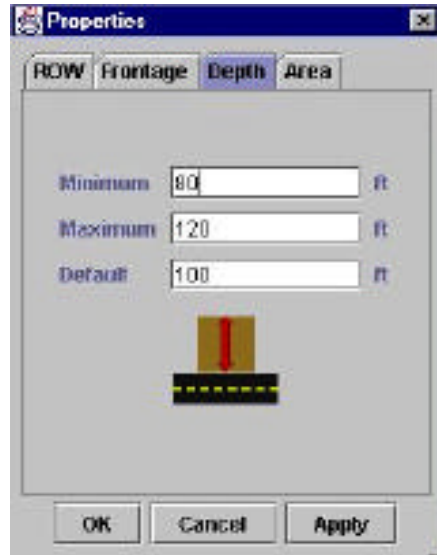 Properties
ROW Frontage Depth Area
Minimum 80 ft
Maximum 120 ft
Default 100 ft
OK Cancel Apply